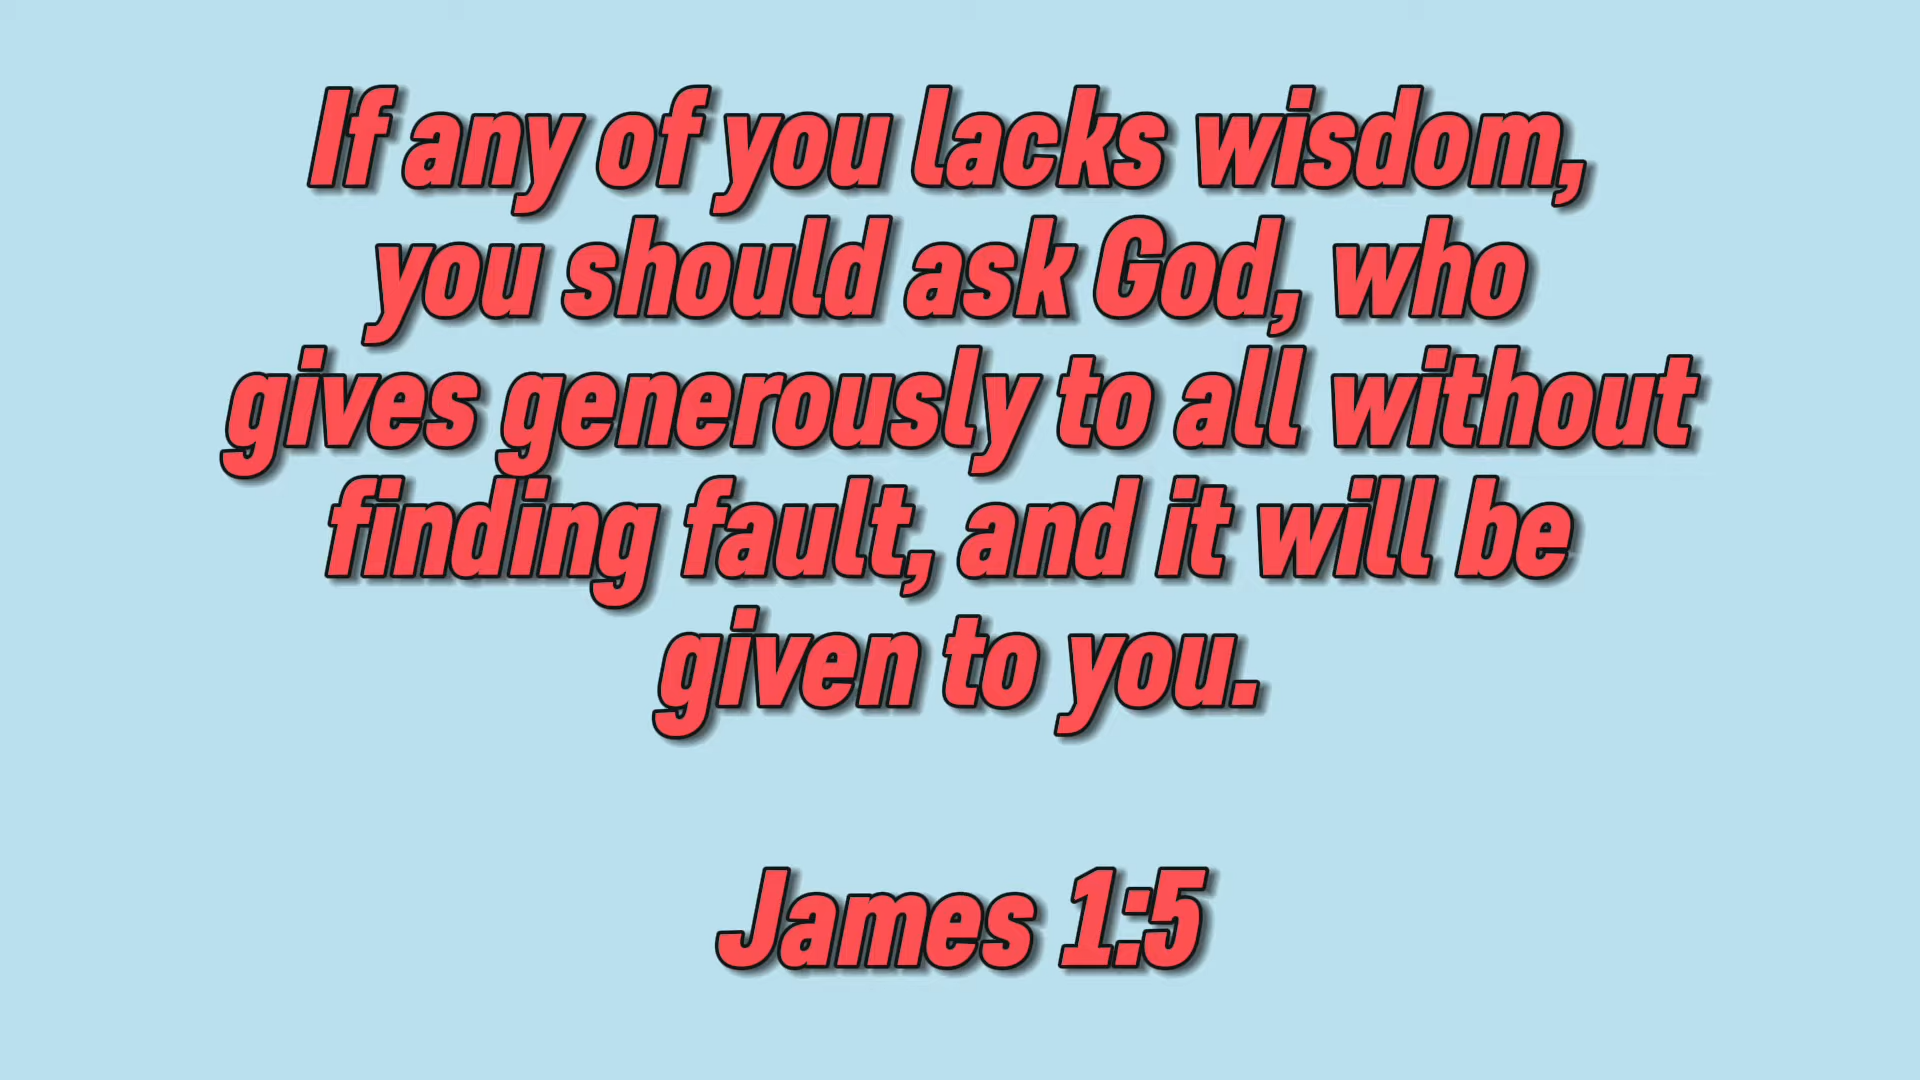 If any of you lacks wisdom,
you should ask God, who
gives generously to all without
finding fault, and it will be
given to you.
James 1:5